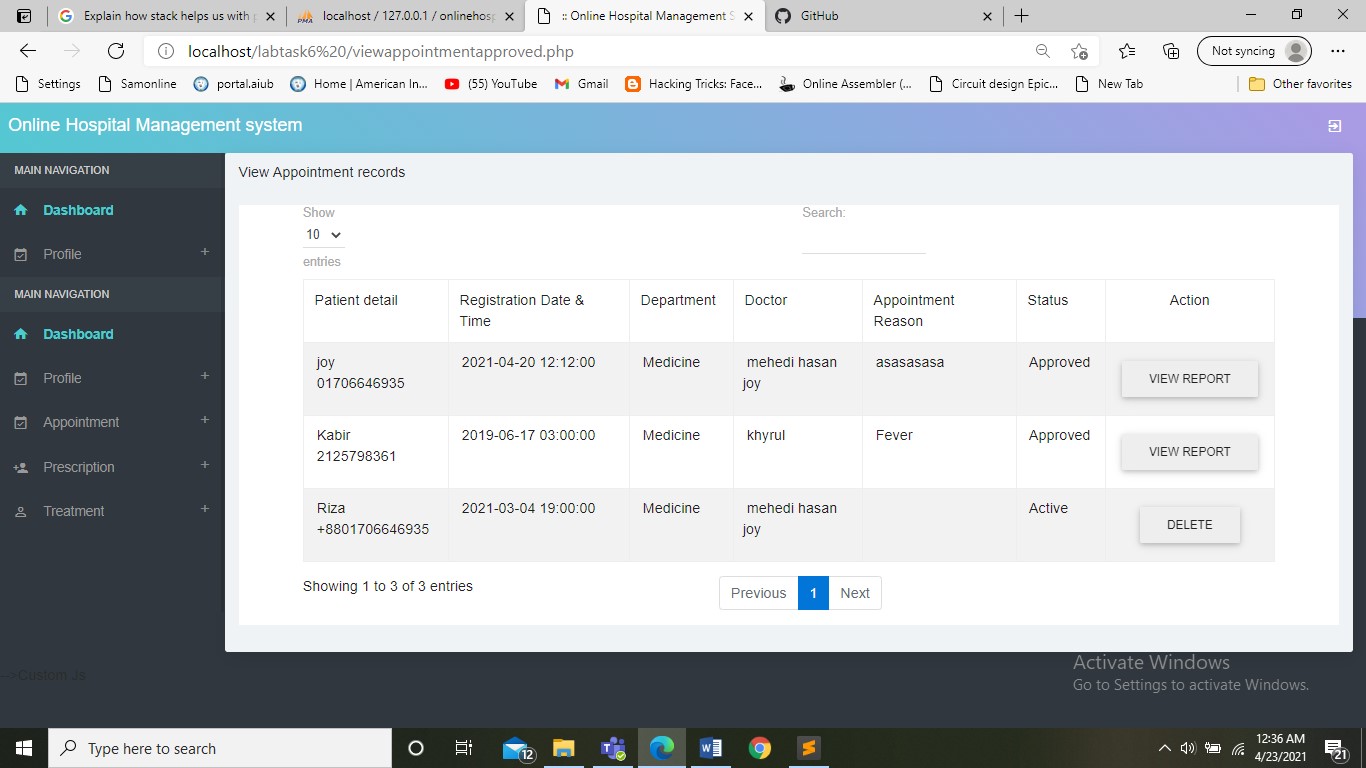 Explain how stack helps us with
localhost / 127.0.0.1 / onlinehos
:: Online Hospital Management S
GitHub
localhost/labtask6%20/viewappointmentapproved.php
Not syncing
Settings
Samonline
portal.aiub
Home | American In...
(55) YouTube
Gmail
Hacking Tricks: Face...
Online Assembler (...
Circuit design Epic...
New Tab
Other favorites
Online Hospital Management system
MAIN NAVIGATION
Dashboard
Profile +
MAIN NAVIGATION
Dashboard
Profile +
Appointment +
Prescription +
Treatment +
View Appointment records
Show
10
entries
Search:
Patient detail Registration Date & Department Doctor Appointment Status Action
Time Reason
joy 2021-04-20 12:12:00 Medicine mehedi hasan asasasasa Approved VIEW REPORT
01706646935 joy
Kabir 2019-06-17 03:00:00 Medicine khyrul Fever Approved VIEW REPORT
2125798361
Riza 2021-03-04 19:00:00 Medicine mehedi hasan Active DELETE
+8801706646935 joy
Showing 1 to 3 of 3 entries
Previous 1 Next
-->Custom Js
Activate Windows
Go to Settings to activate Windows.
Type here to search
12
12:36 AM
4/23/2021
21